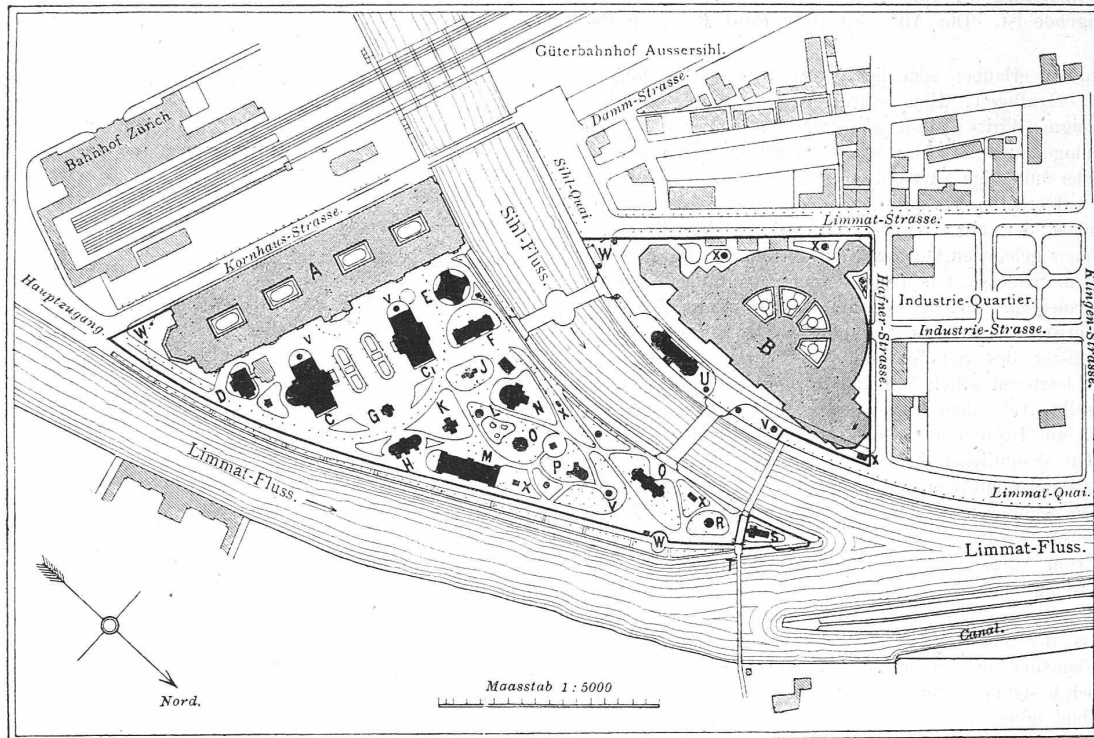 Güterbahnhof Aussersihl.
Damm-Strasse.
Bahnhof Zürich
Sihl-Quai
Kornhaus-Strasse.
Sihl-Fluss.
Limmat-Strasse.
Hauptzugang.
Hafner-Strasse.
Klingen-Strasse.
Industrie-Quartier.
Industrie-Strasse.
W
A
V
E
X
F
V
C
D
G
C
J
K
L
N
X
O
H
M
P
X
V
Q
X
R
S
T
W
W
X
X
B
U
V
X
Limmat-Fluss.
Limmat-Quai.
Limmat-Fluss.
Canal.
Nord.
Maasstab 1:5000